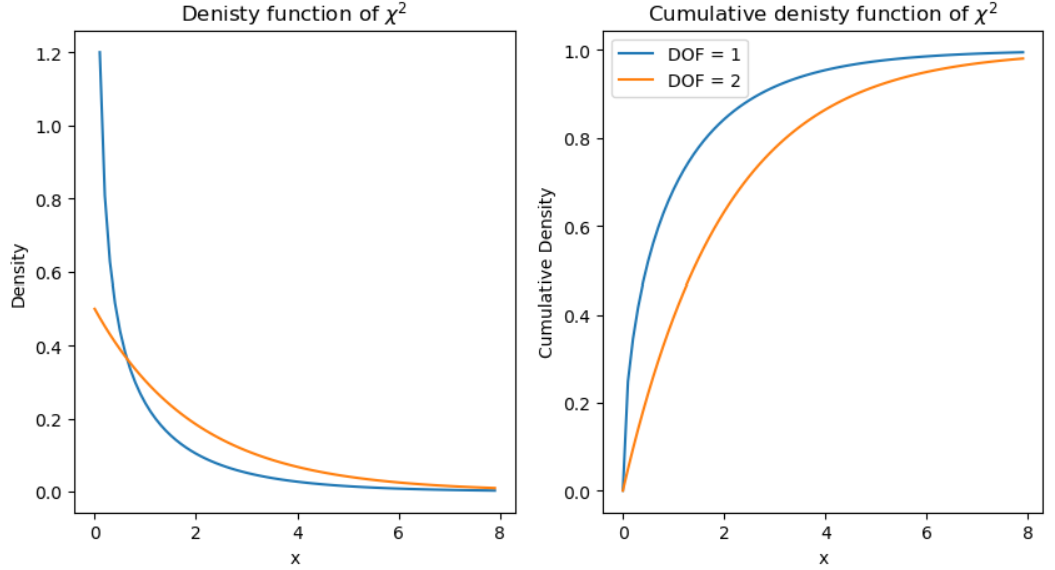 Denisty function of χ²
1.2
1.0
0.8
0.6
0.4
0.2
0.0
Density
0 2 4 6 8
x
Cumulative denisty function of χ²
DOF = 1
DOF = 2
1.0
0.8
0.6
0.4
0.2
0.0
Cumulative Density
0 2 4 6 8
x